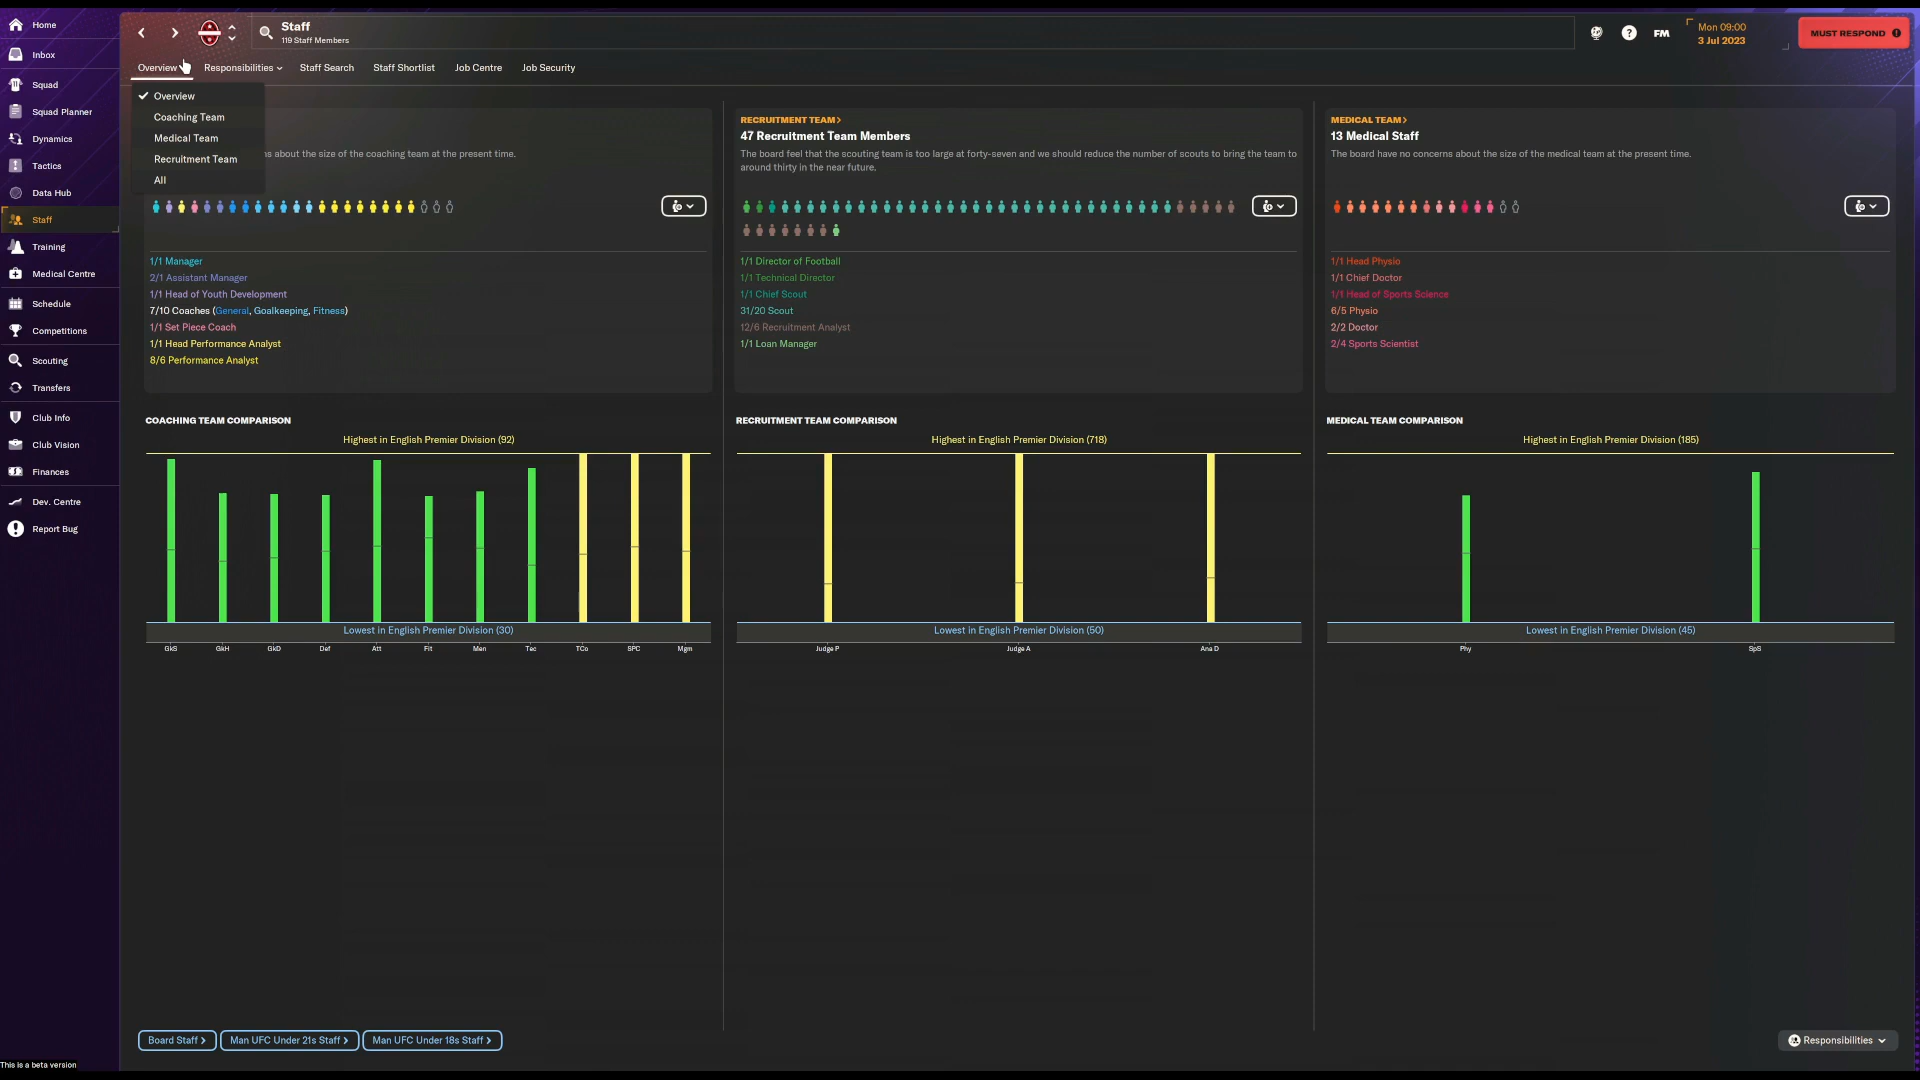 Home
Inbox
Squad
Squad Planner
Dynamics
Tactics
Data Hub
Staff
Training
Medical Centre
Schedule
Competitions
Scouting
Transfers
Club Info
Club Vision
Finances
Dev. Centre
Report Bug
This is a beta version
Staff
119 Staff Members
?
FM
Mon 09:00
3 Jul 2023
MUST RESPOND
Overview
Responsibilities
Staff Search
Staff Shortlist
Job Centre
Job Security
Overview
Coaching Team
Medical Team
Recruitment Team
All
ns about the size of the coaching team at the present time.
1/1 Manager
2/1 Assistant Manager
1/1 Head of Youth Development
7/10 Coaches (General, Goalkeeping, Fitness)
1/1 Set Piece Coach
1/1 Head Performance Analyst
8/6 Performance Analyst
RECRUITMENT TEAM >
47 Recruitment Team Members
The board feel that the scouting team is too large at forty-seven and we should reduce the number of scouts to bring the team to
around thirty in the near future.
1/1 Director of Football
1/1 Technical Director
1/1 Chief Scout
31/20 Scout
12/6 Recruitment Analyst
1/1 Loan Manager
MEDICAL TEAM >
13 Medical Staff
The board have no concerns about the size of the medical team at the present time.
1/1 Head Physio
1/1 Chief Doctor
1/1 Head of Sports Science
6/5 Physio
2/2 Doctor
2/4 Sports Scientist
COACHING TEAM COMPARISON
Highest in English Premier Division (92)
Lowest in English Premier Division (30)
GkS GkH GkD Def Att Fit Men Tec TCo SPC Mgm
RECRUITMENT TEAM COMPARISON
Highest in English Premier Division (718)
Lowest in English Premier Division (50)
Judge P Judge A Ana D
MEDICAL TEAM COMPARISON
Highest in English Premier Division (185)
Lowest in English Premier Division (45)
Phy SpS
Board Staff >
Man UFC Under 21s Staff >
Man UFC Under 18s Staff >
Responsibilities